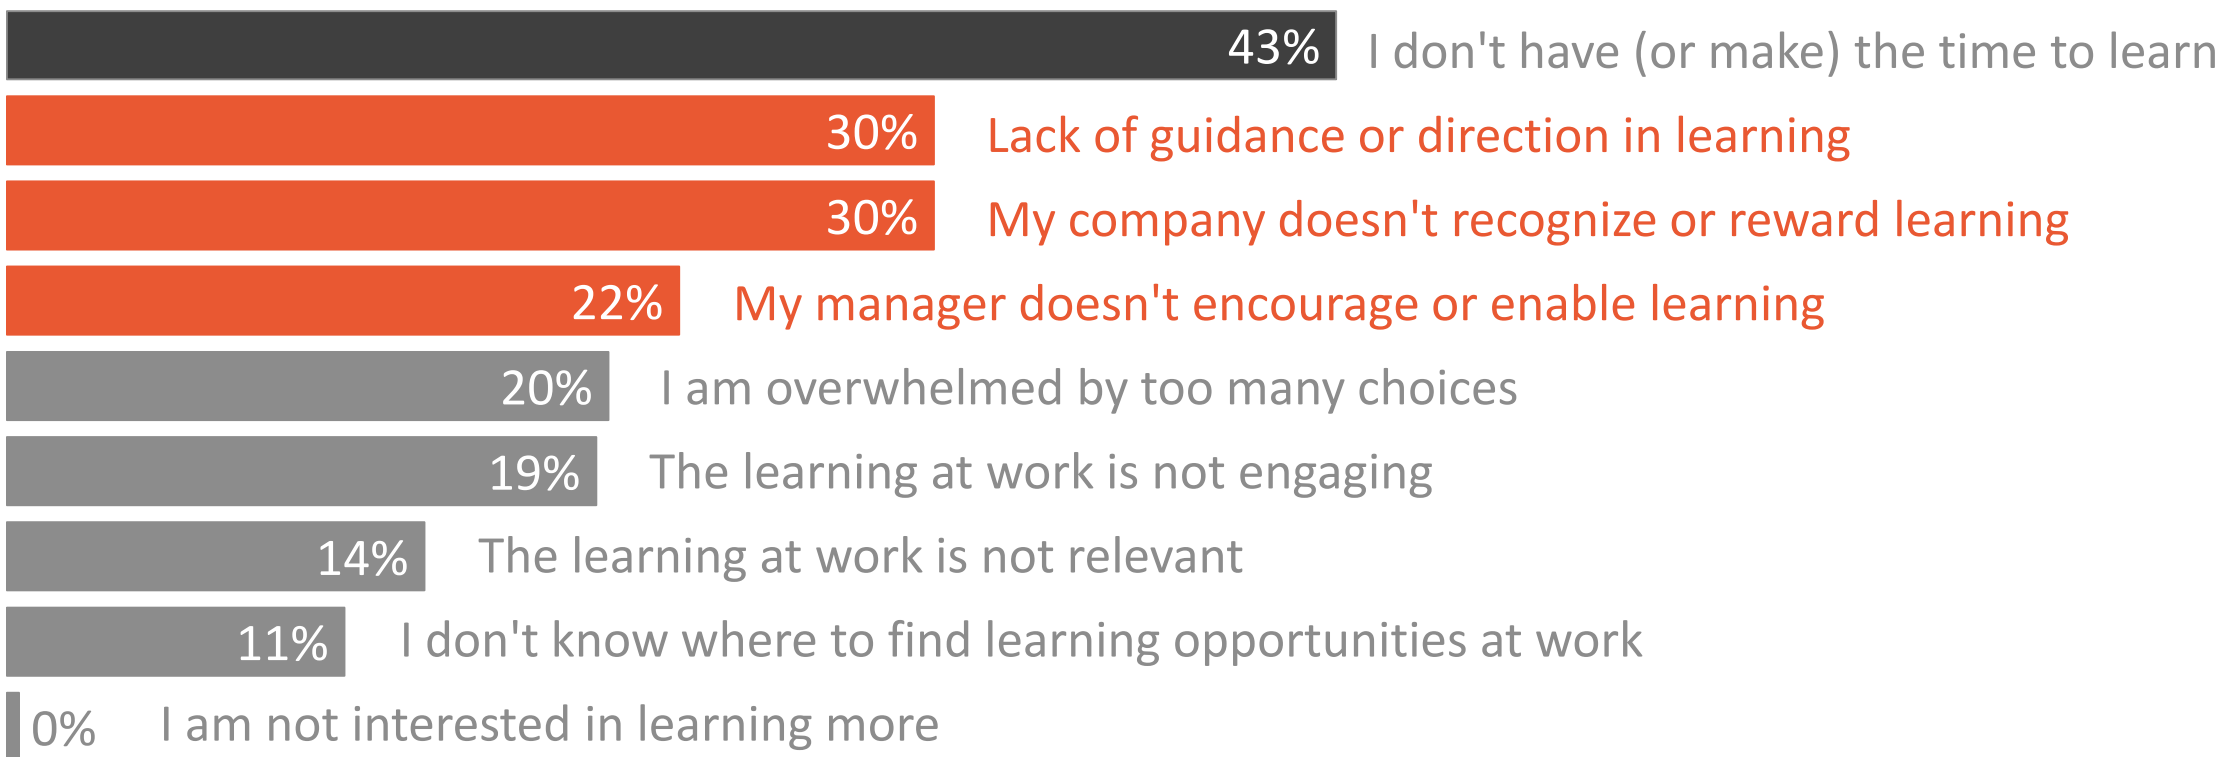 43% I don't have (or make) the time to learn
30% Lack of guidance or direction in learning
30% My company doesn't recognize or reward learning
22% My manager doesn't encourage or enable learning
20% I am overwhelmed by too many choices
19% The learning at work is not engaging
14% The learning at work is not relevant
11% I don't know where to find learning opportunities at work
0% I am not interested in learning more